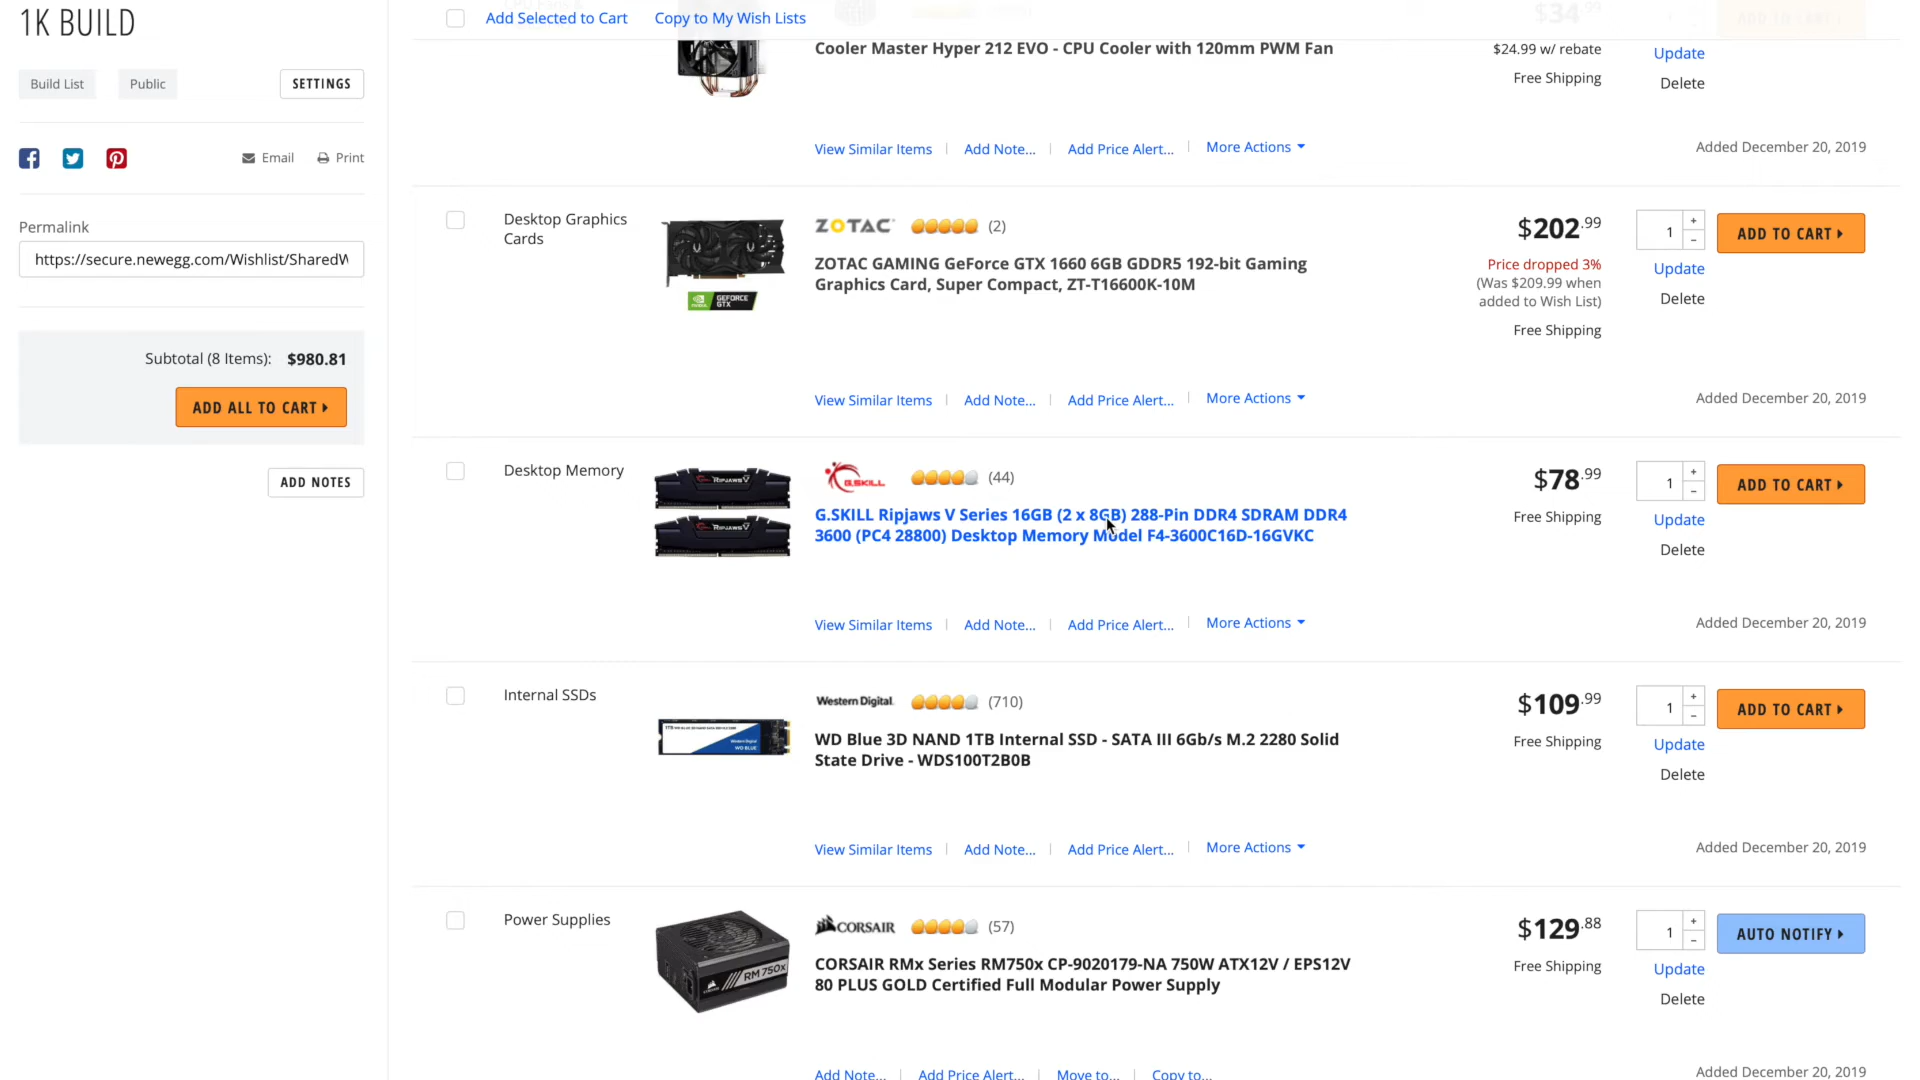 1K BUILD
Build List
Public
SETTINGS
Email
Print
Permalink
https://secure.newegg.com/Wishlist/SharedW
Subtotal (8 Items): $980.81
ADD ALL TO CART
ADD NOTES
Add Selected to Cart
Copy to My Wish Lists
$34.99
Cooler Master Hyper 212 EVO - CPU Cooler with 120mm PWM Fan
$24.99 w/ rebate
Free Shipping
Update
Delete
View Similar Items
Add Note...
Add Price Alert...
More Actions
Added December 20, 2019
Desktop Graphics
Cards
GEFORCE
GTX
ZOTAC
(2)
ZOTAC GAMING GeForce GTX 1660 6GB GDDR5 192-bit Gaming
Graphics Card, Super Compact, ZT-T16600K-10M
$202.99
Price dropped 3%
(Was $209.99 when
added to Wish List)
Free Shipping
1
+
−
Update
Delete
ADD TO CART
View Similar Items
Add Note...
Add Price Alert...
More Actions
Added December 20, 2019
Desktop Memory
RIPJAWS V
RIPJAWS V
G.SKILL
(44)
G.SKILL Ripjaws V Series 16GB (2 x 8GB) 288-Pin DDR4 SDRAM DDR4
3600 (PC4 28800) Desktop Memory Model F4-3600C16D-16GVKC
$78.99
Free Shipping
1
+
−
Update
Delete
ADD TO CART
View Similar Items
Add Note...
Add Price Alert...
More Actions
Added December 20, 2019
Internal SSDs
WD BLUE
Western Digital.
(710)
WD Blue 3D NAND 1TB Internal SSD - SATA III 6Gb/s M.2 2280 Solid
State Drive - WDS100T2B0B
$109.99
Free Shipping
1
+
−
Update
Delete
ADD TO CART
View Similar Items
Add Note...
Add Price Alert...
More Actions
Added December 20, 2019
Power Supplies
RM 750x
CORSAIR
(57)
CORSAIR RMx Series RM750x CP-9020179-NA 750W ATX12V / EPS12V
80 PLUS GOLD Certified Full Modular Power Supply
$129.88
Free Shipping
1
+
−
Update
Delete
AUTO NOTIFY
Add Note...
Add Price Alert...
Move to...
Copy to...
Added December 20, 2019